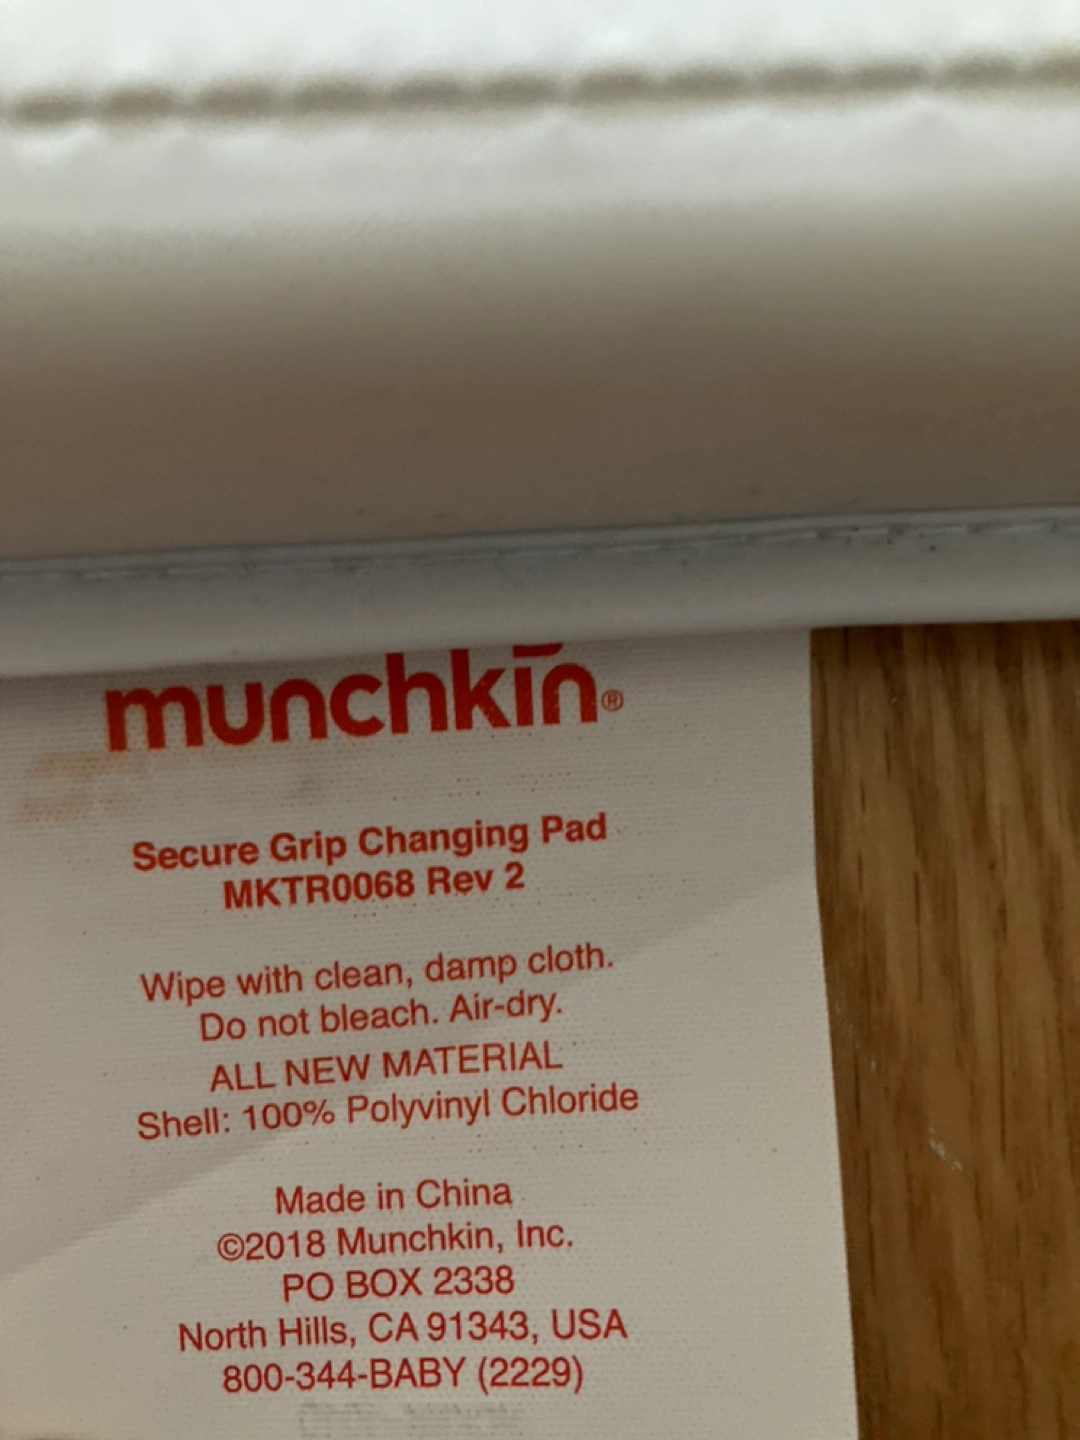 munchkin®
Secure Grip Changing Pad
MKTR0068 Rev 2
Wipe with clean, damp cloth.
Do not bleach. Air-dry.
ALL NEW MATERIAL
Shell: 100% Polyvinyl Chloride
Made in China
©2018 Munchkin, Inc.
PO BOX 2338
North Hills, CA 91343, USA
800-344-BABY (2229)